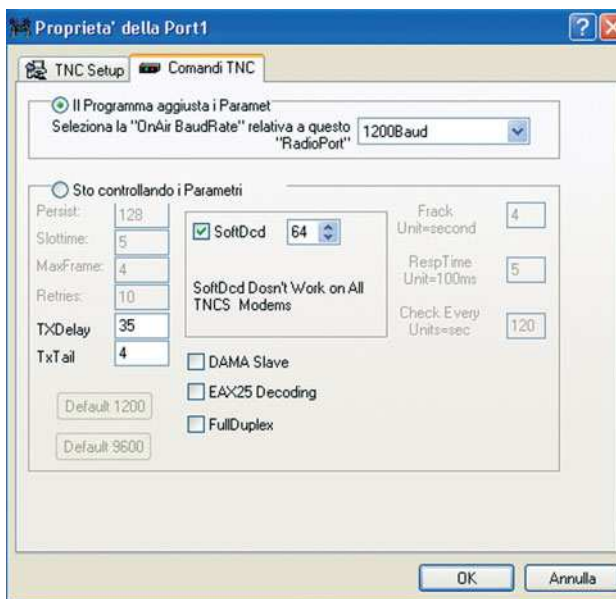 Proprieta' della Port1
TNC Setup
Comandi TNC
Il Programma aggiusta i Paramet
Seleziona la "OnAir BaudRate" relativa a questo
"RadioPort"
1200Baud
Sto controllando i Parametri
Persist: 128
Slottime: 5
MaxFrame: 4
Retries: 10
TXDelay 35
TxTail 4
Default 1200
Default 9600
SoftDcd 64
SoftDcd Dosn't Work on All
TNCS Modems
DAMA Slave
EAX25 Decoding
FullDuplex
Frack
Unit=second
4
RespTime
Unit=100ms
5
Check Every
Units=sec
120
OK
Annulla